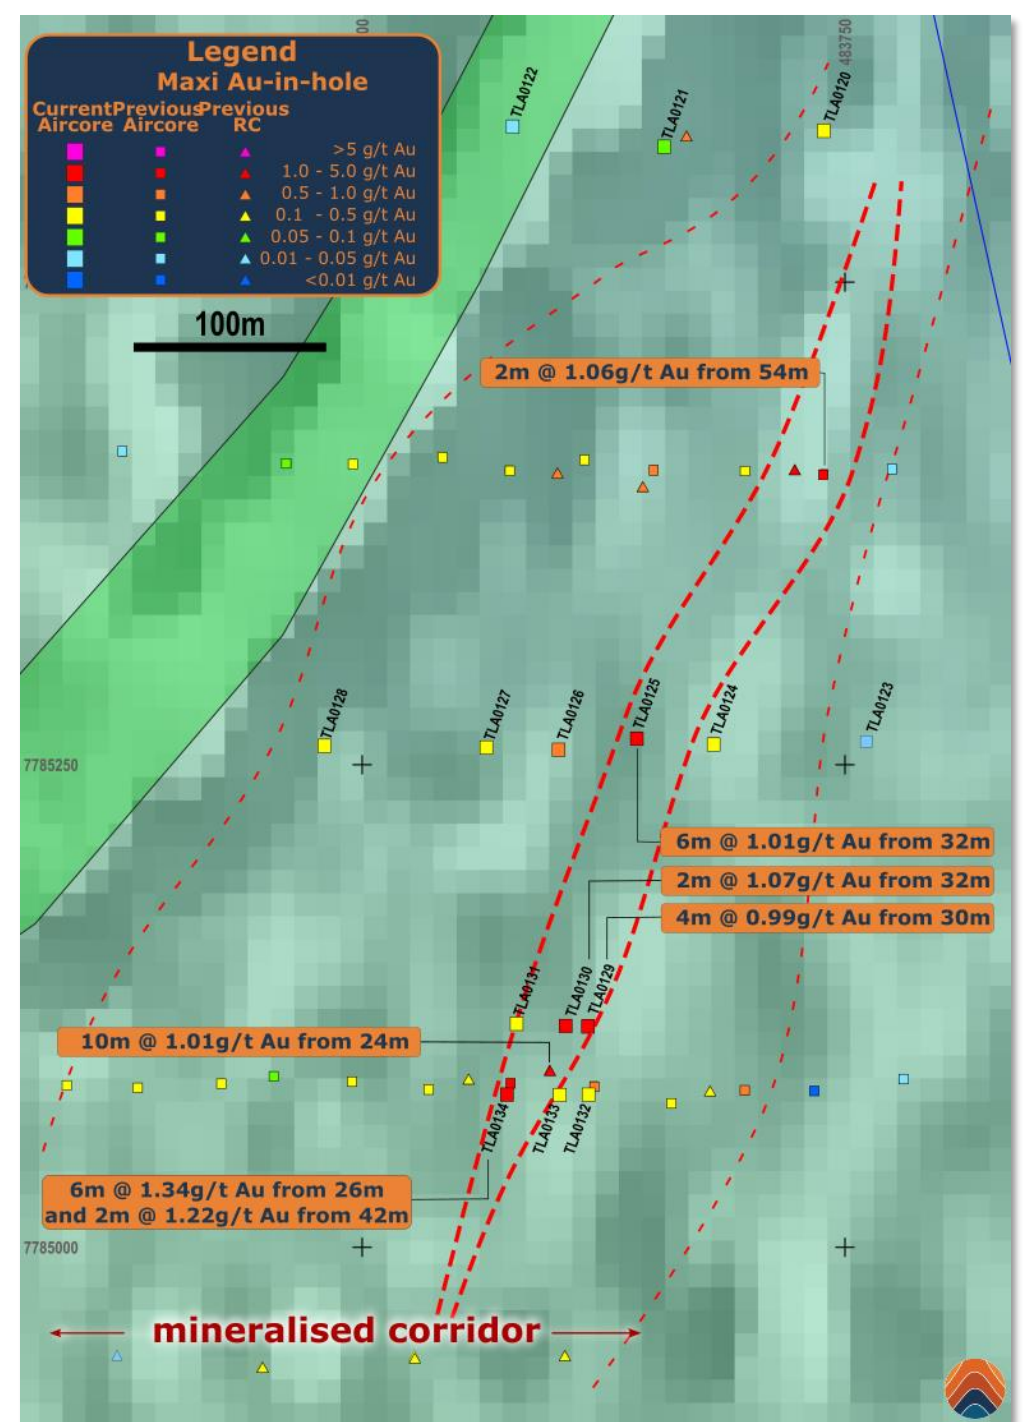 Legend
Maxi Au-in-hole
Current Previous Previous
Aircore Aircore RC
>5 g/t Au
1.0 - 5.0 g/t Au
0.5 - 1.0 g/t Au
0.1 - 0.5 g/t Au
0.05 - 0.1 g/t Au
0.01 - 0.05 g/t Au
<0.01 g/t Au
00
483750
TLA0122
TLA0121
TLA0120
100m
2m @ 1.06g/t Au from 54m
TLA0128
TLA0127
TLA0126
TLA0125
TLA0124
TLA0123
7785250
6m @ 1.01g/t Au from 32m
2m @ 1.07g/t Au from 32m
4m @ 0.99g/t Au from 30m
TLA0131
TLA0130
TLA0129
10m @ 1.01g/t Au from 24m
TLA0134
TLA0133
TLA0132
6m @ 1.34g/t Au from 26m
and 2m @ 1.22g/t Au from 42m
7785000
mineralised corridor